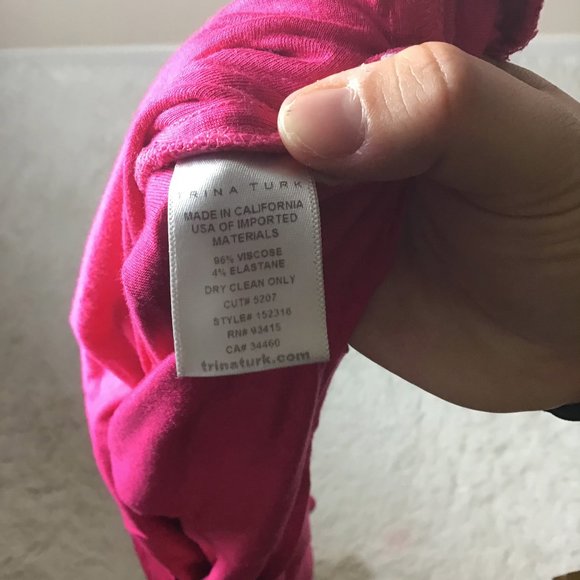 TRINA TURK
MADE IN CALIFORNIA
USA OF IMPORTED
MATERIALS
96% VISCOSE
4% ELASTANE
DRY CLEAN ONLY
CUT# 5207
STYLE# 152316
RN# 93415
CA# 34460
trinaturk.com